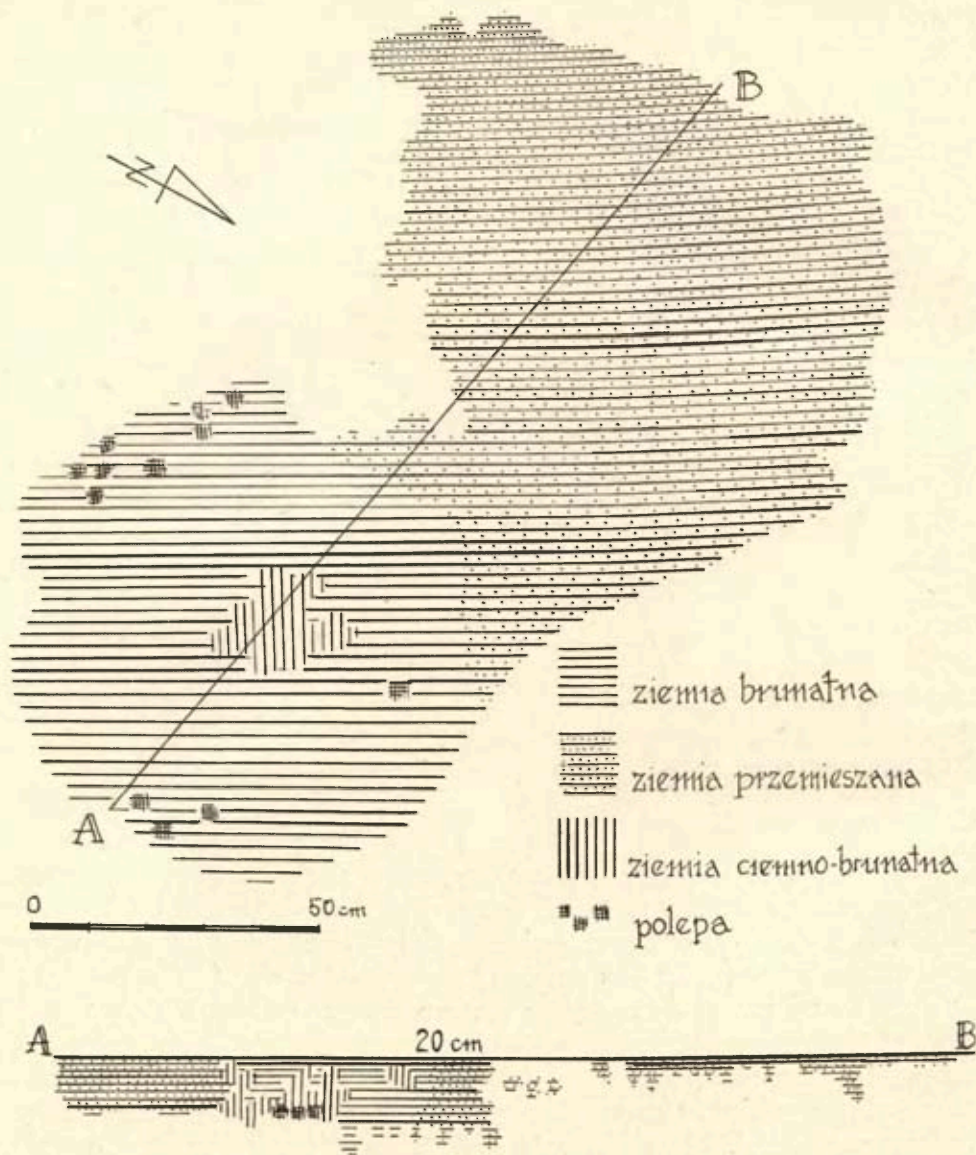 B
N
A
ziemia brunatna
ziemia przemieszana
ziemia ciemno-brunatna
polepa
0 50 cm
A 20 cm B